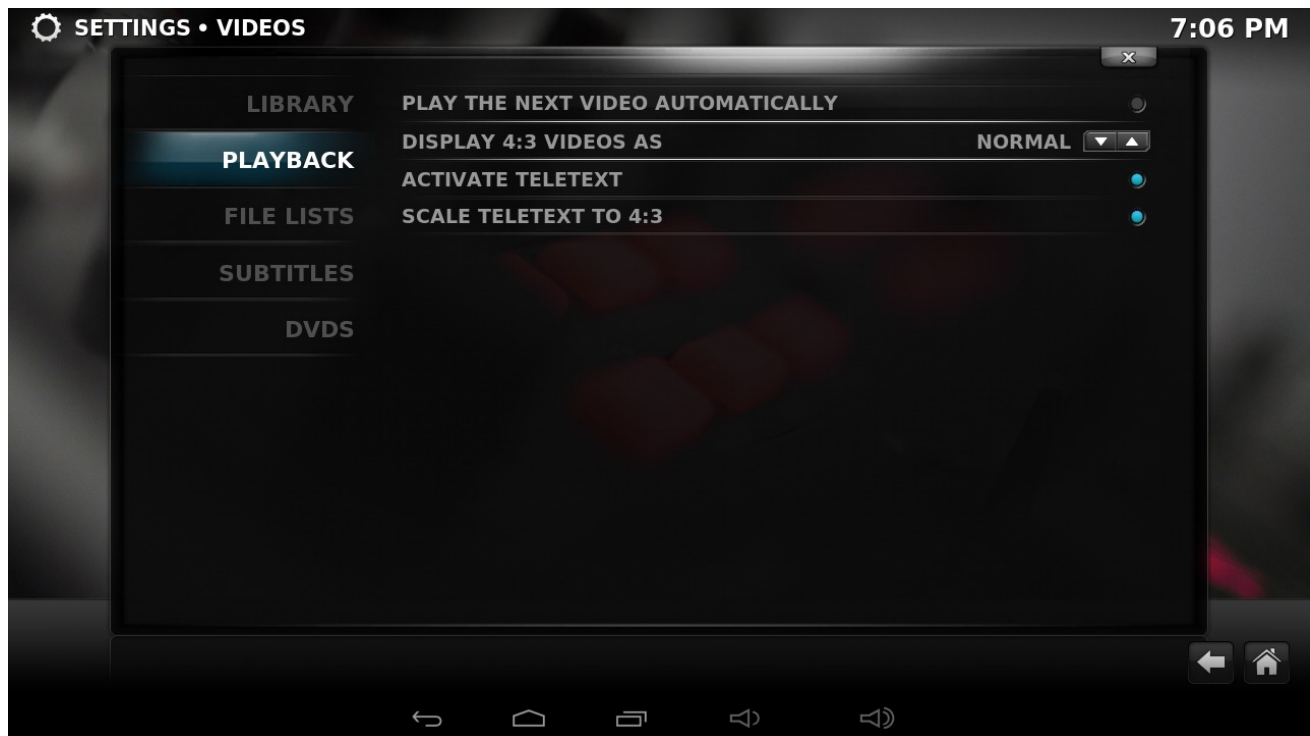 SETTINGS • VIDEOS
7:06 PM
LIBRARY
PLAYBACK
FILE LISTS
SUBTITLES
DVDS
PLAY THE NEXT VIDEO AUTOMATICALLY
DISPLAY 4:3 VIDEOS AS NORMAL
ACTIVATE TELETEXT
SCALE TELETEXT TO 4:3